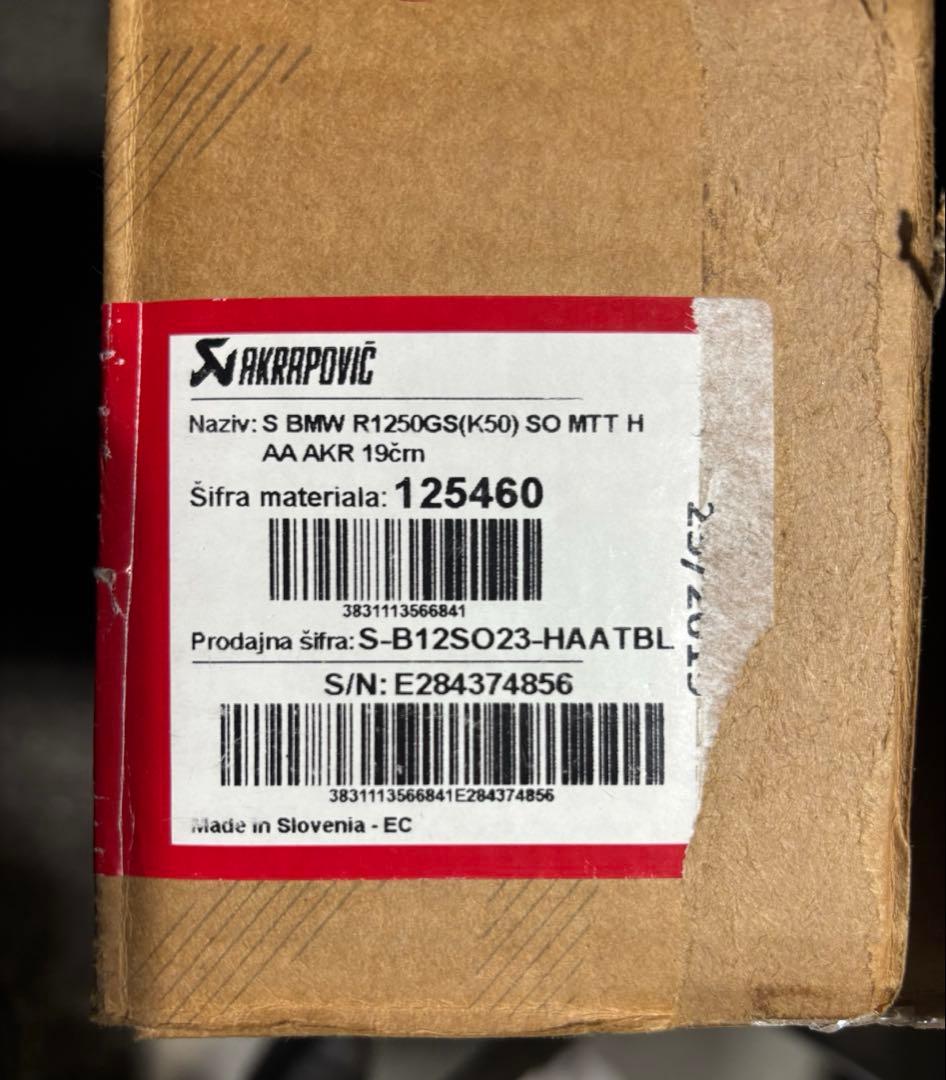 AKRAPOVIČ
Naziv: S BMW R1250GS(K50) SO MTT H
AA AKR 19črn
Šifra materiala: 125460
3831113566841
Prodajna šifra: S-B12SO23-HAATBL
S/N: E284374856
3831113566841E284374856
Made in Slovenia - EC